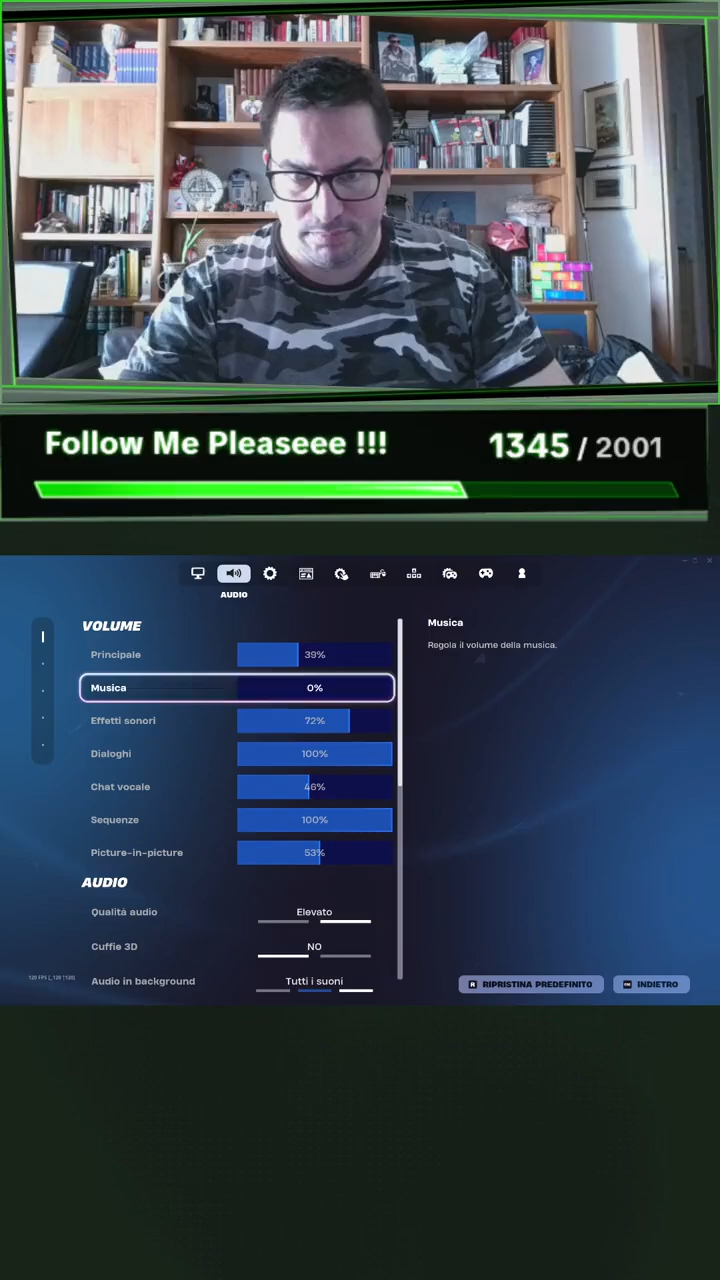 Follow Me Pleaseee !!!
1345 / 2001
AUDIO
VOLUME
Principale 39%
Musica 0%
Effetti sonori 72%
Dialoghi 100%
Chat vocale 46%
Sequenze 100%
Picture-in-picture 53%
AUDIO
Qualità audio Elevato
Cuffie 3D NO
Audio in background Tutti i suoni
Musica
Regola il volume della musica.
R RIPRISTINA PREDEFINITO
ESC INDIETRO